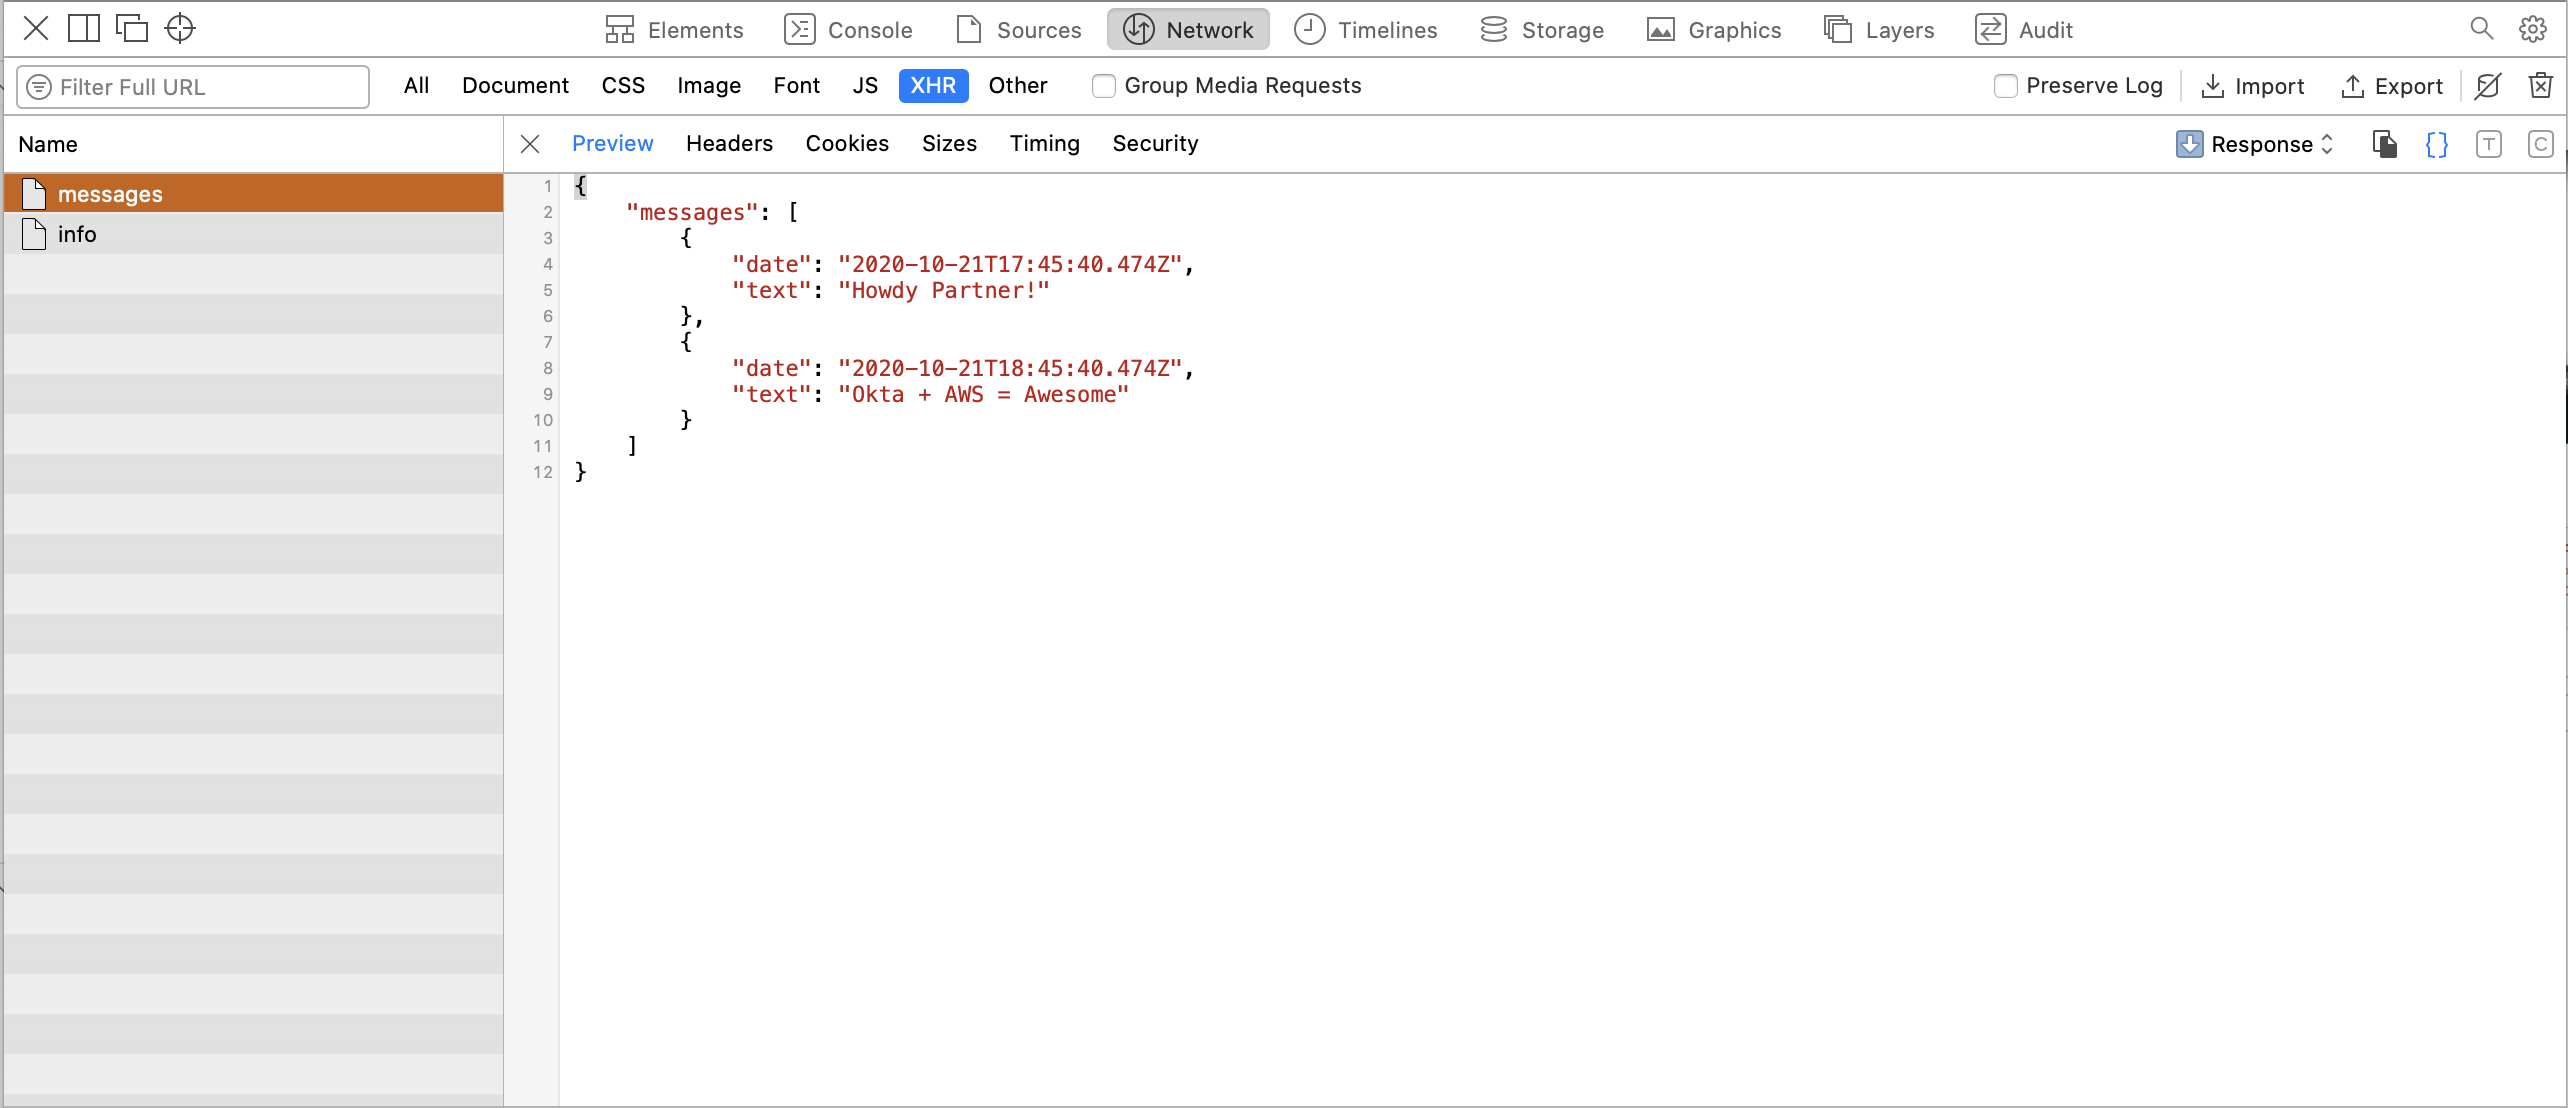 Elements Console Sources Network Timelines Storage Graphics Layers Audit
Filter Full URL All Document CSS Image Font JS XHR Other Group Media Requests Preserve Log Import Export
Name Preview Headers Cookies Sizes Timing Security Response {} T C
messages
info
1 {
2 "messages": [
3 {
4 "date": "2020-10-21T17:45:40.474Z",
5 "text": "Howdy Partner!"
6 },
7 {
8 "date": "2020-10-21T18:45:40.474Z",
9 "text": "Okta + AWS = Awesome"
10 }
11 ]
12 }